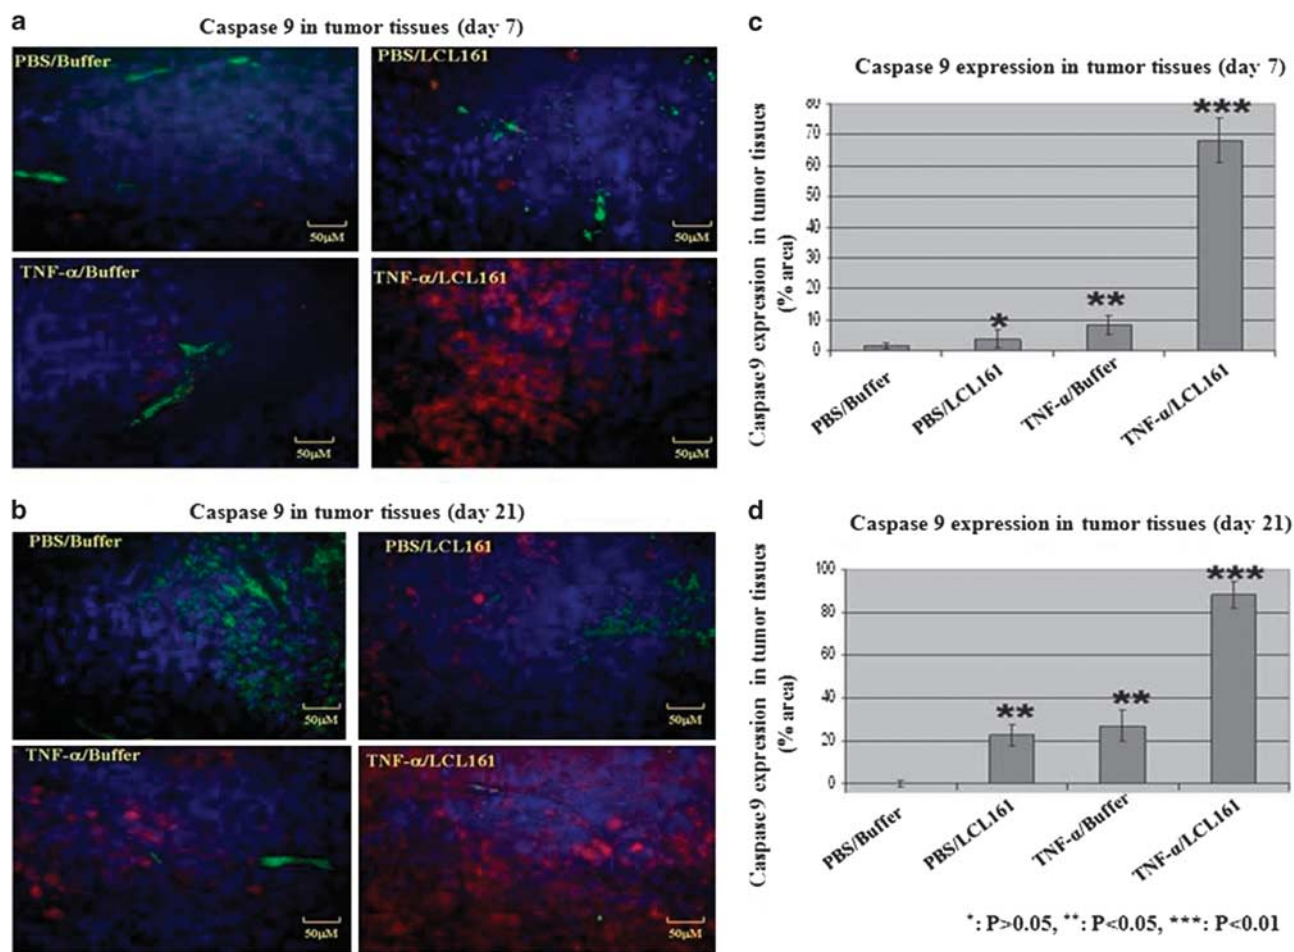 a
Caspase 9 in tumor tissues (day 7)
PBS/Buffer
PBS/LCL161
50μM
50μM
TNF-α/Buffer
TNF-α/LCL161
50μM
50μM
b
Caspase 9 in tumor tissues (day 21)
PBS/Buffer
PBS/LCL161
50μM
50μM
TNF-α/Buffer
TNF-α/LCL161
50μM
50μM
c
Caspase 9 expression in tumor tissues (day 7)
Caspase 9 expression in tumor tissues
(% area)
80
70
60
50
40
30
20
10
0
*
**
***
PBS/Buffer
PBS/LCL161
TNF-α/Buffer
TNF-α/LCL161
d
Caspase 9 expression in tumor tissues (day 21)
Caspase 9 expression in tumor tissues
(% area)
100
80
60
40
20
0
**
**
***
PBS/Buffer
PBS/LCL161
TNF-α/Buffer
TNF-α/LCL161
*: P>0.05, **: P<0.05, ***: P<0.01